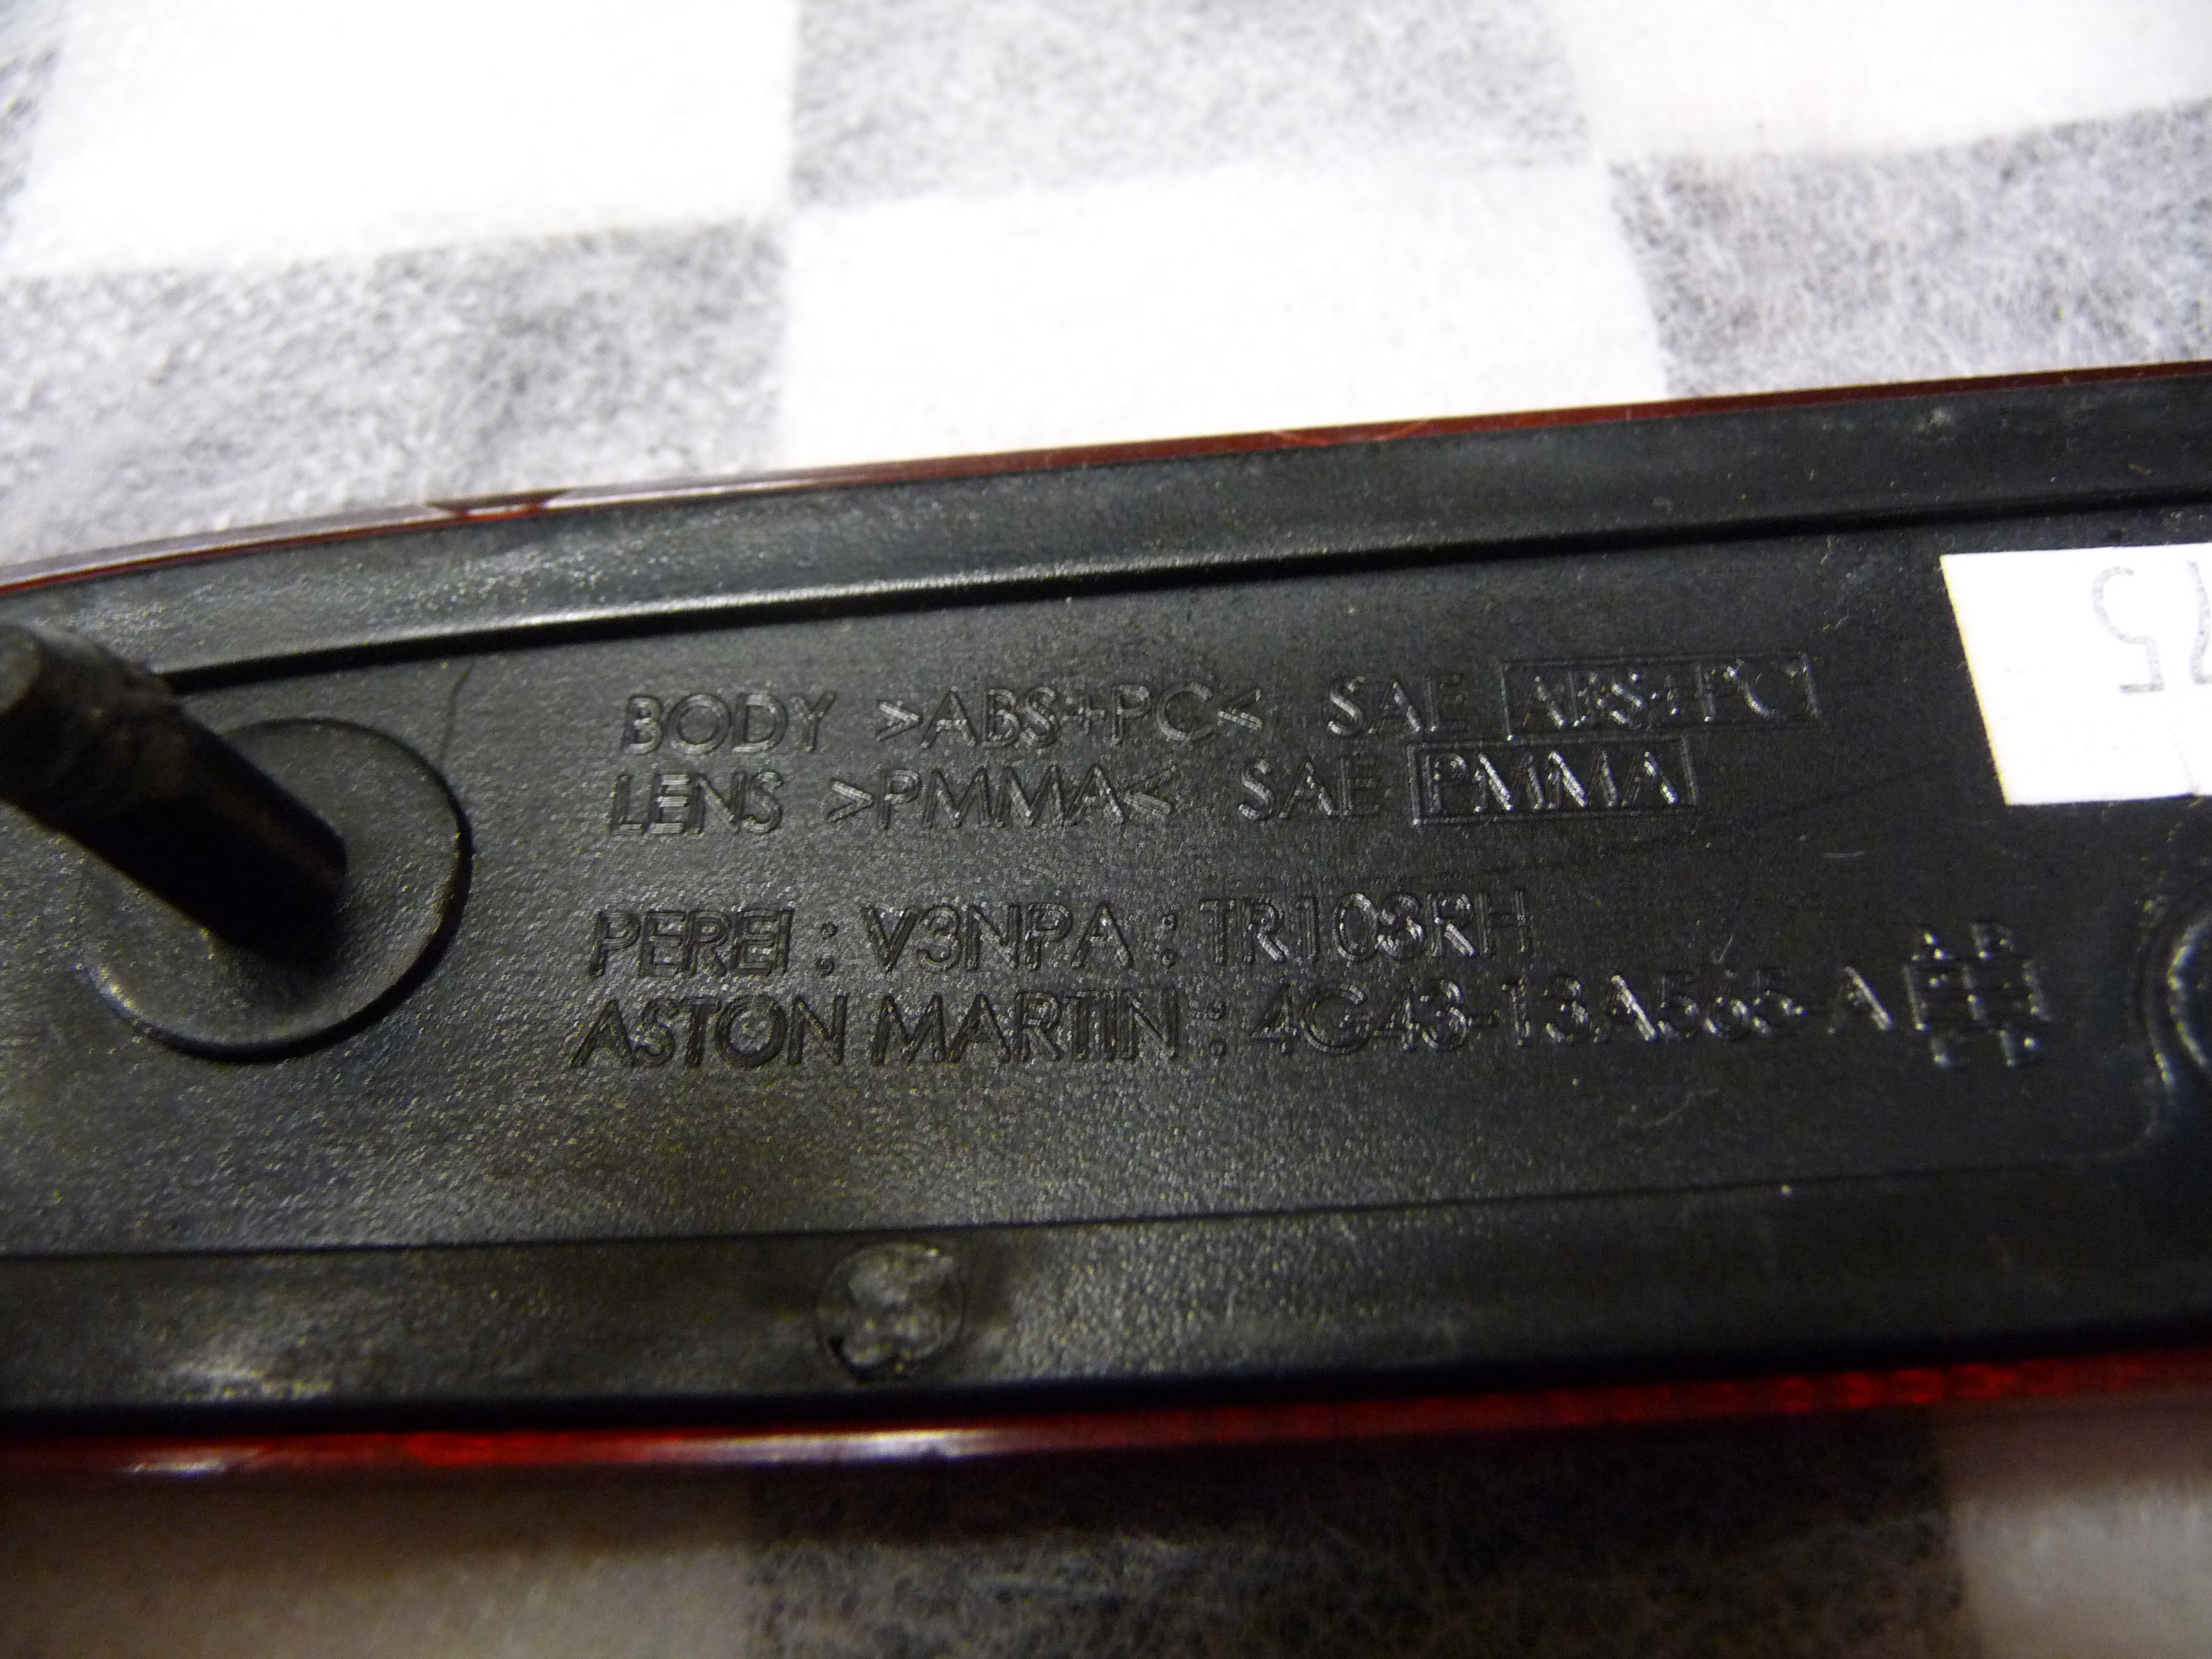 BODY >ABS+PC< SAE ABS+PC
LENS >PMMA< SAE PMMA
PEREI : V3NPA : TR103RH
ASTON MARTIN : 4G43-13A565-A
A B
C D